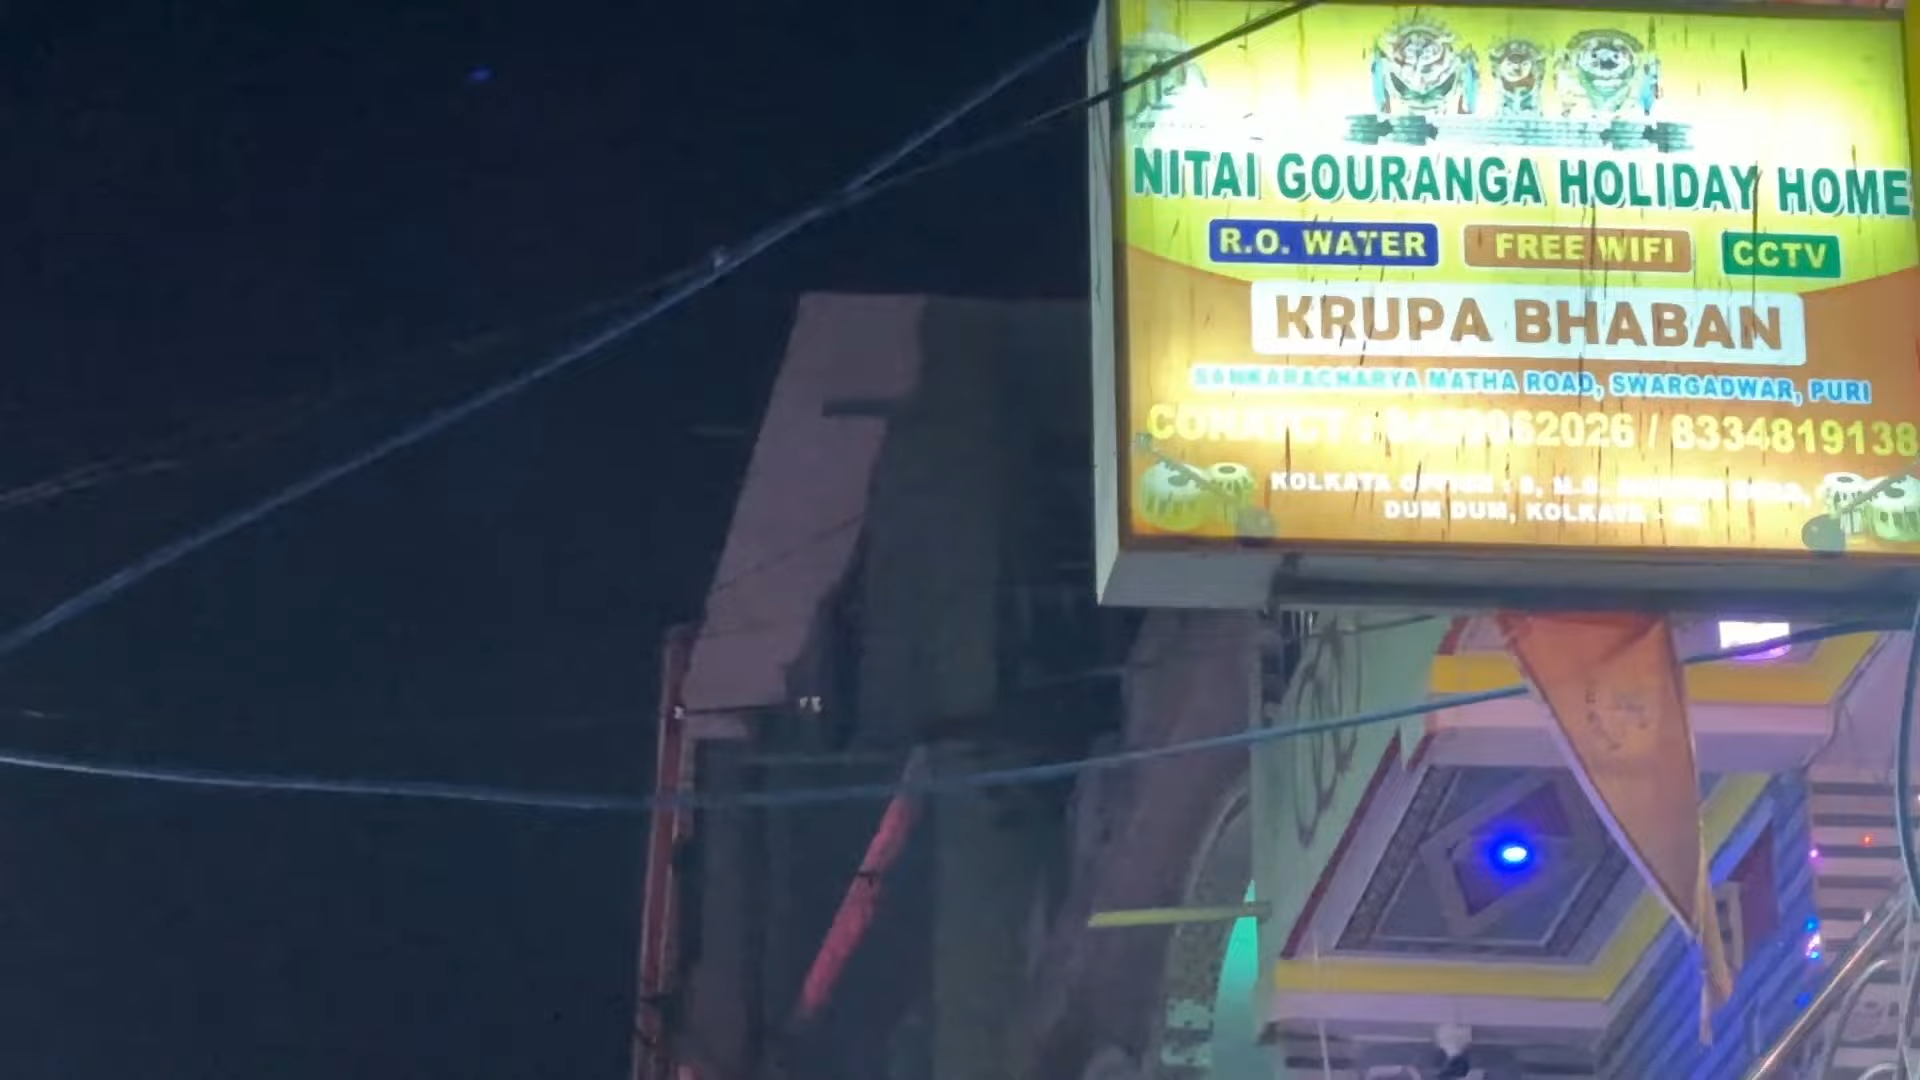 NITAI GOURANGA HOLIDAY HOME
R.O. WATER FREE WIFI CCTV
KRUPA BHABAN
SANKARACHARYA MATHA ROAD, SWARGADWAR, PURI
8334819138
KOLKATA
DUM DUM, KOLKATA